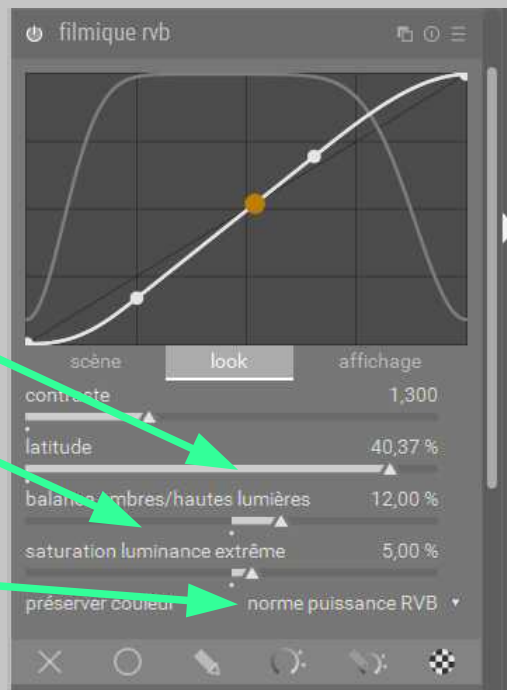 filmique rvb
scène look affichage
contraste 1,300
latitude 40,37 %
balance ombres/hautes lumières 12,00 %
saturation luminance extrême 5,00 %
préserver couleur norme puissance RVB